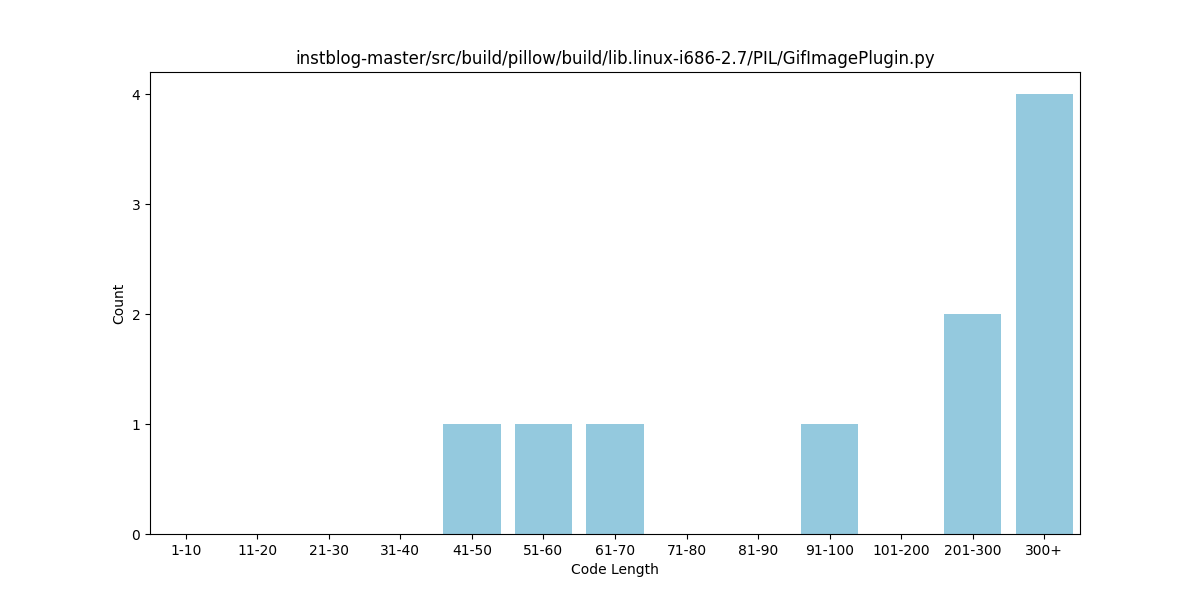 instblog-master/src/build/pillow/build/lib.linux-i686-2.7/PIL/GifImagePlugin.py
4
3
2
1
0
Count
1-10 11-20 21-30 31-40 41-50 51-60 61-70 71-80 81-90 91-100 101-200 201-300 300+
Code Length